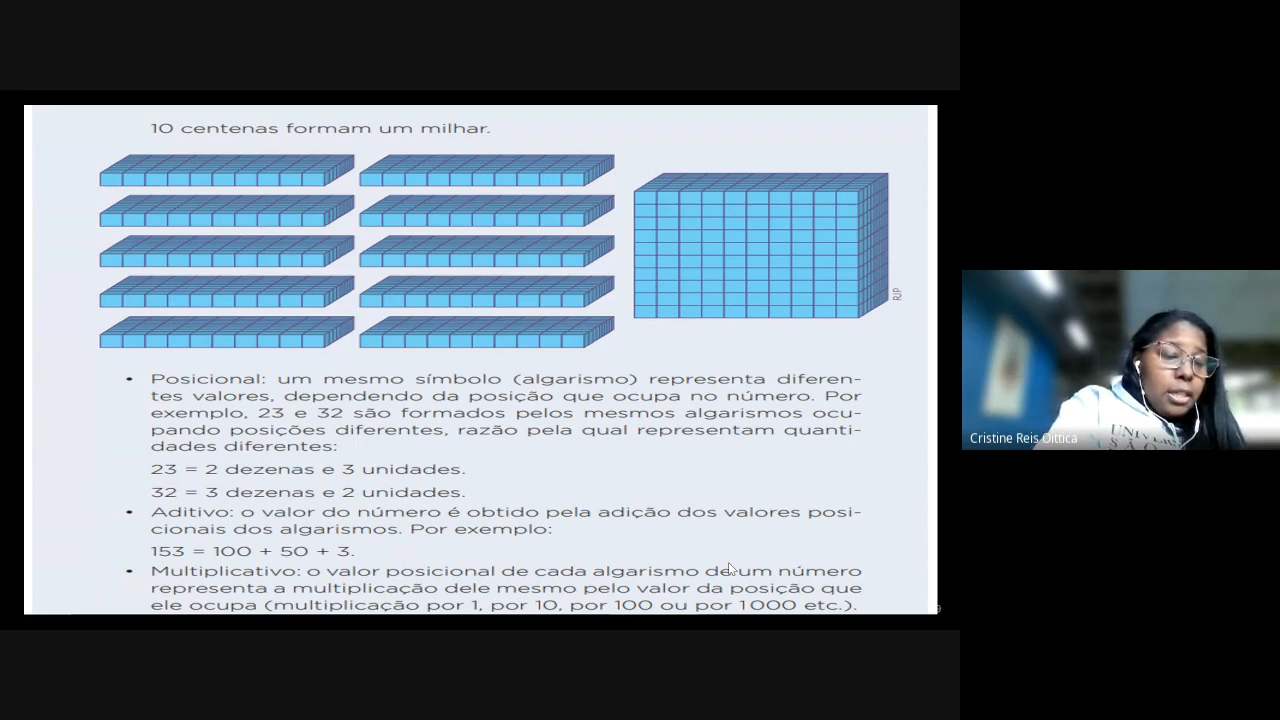 10 centenas formam um milhar.
RJP
• Posicional: um mesmo símbolo (algarismo) representa diferen-
tes valores, dependendo da posição que ocupa no número. Por
exemplo, 23 e 32 são formados pelos mesmos algarismos ocu-
pando posições diferentes, razão pela qual representam quanti-
dades diferentes:
23 = 2 dezenas e 3 unidades.
32 = 3 dezenas e 2 unidades.
• Aditivo: o valor do número é obtido pela adição dos valores posi-
cionais dos algarismos. Por exemplo:
153 = 100 + 50 + 3.
• Multiplicativo: o valor posicional de cada algarismo de um número
representa a multiplicação dele mesmo pelo valor da posição que
ele ocupa (multiplicação por 1, por 10, por 100 ou por 1000 etc.).
9
Cristine Reis Oittica